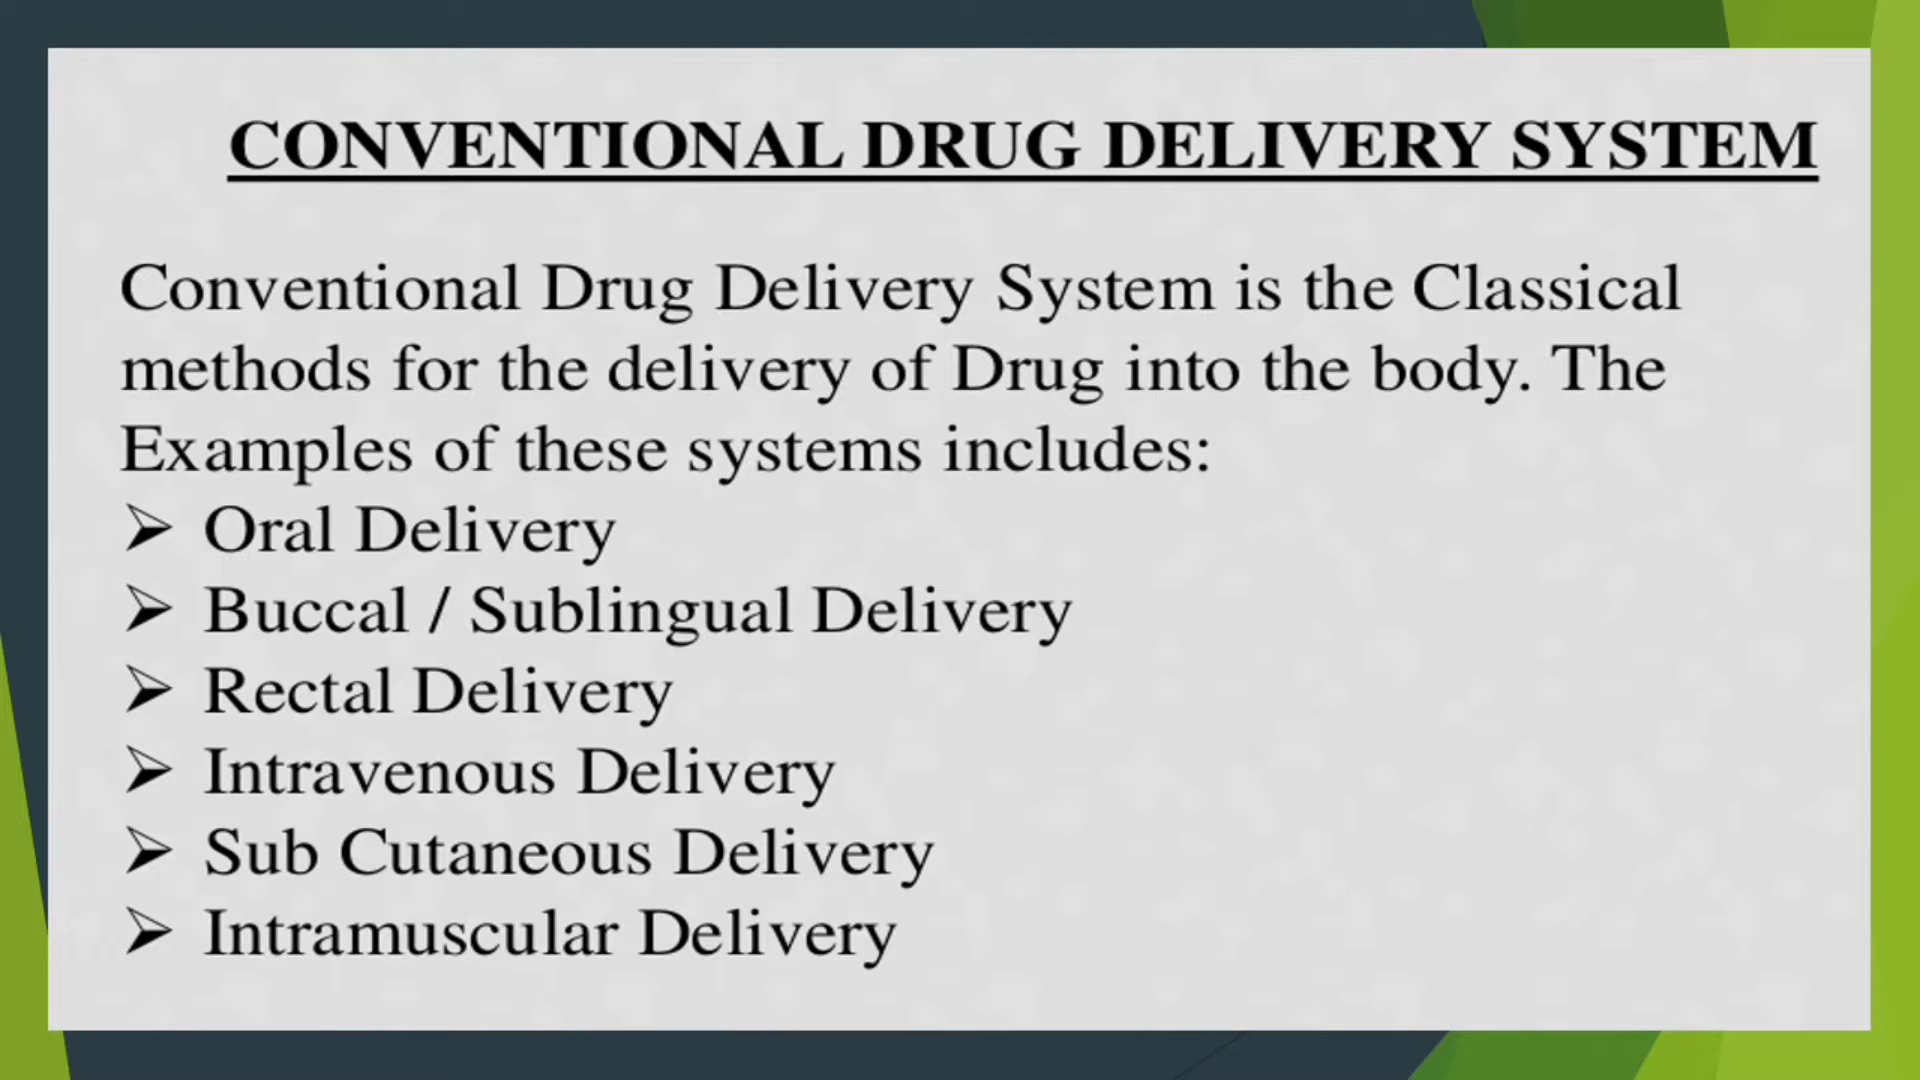 CONVENTIONAL DRUG DELIVERY SYSTEM
Conventional Drug Delivery System is the Classical
methods for the delivery of Drug into the body. The
Examples of these systems includes:
➢ Oral Delivery
➢ Buccal / Sublingual Delivery
➢ Rectal Delivery
➢ Intravenous Delivery
➢ Sub Cutaneous Delivery
➢ Intramuscular Delivery